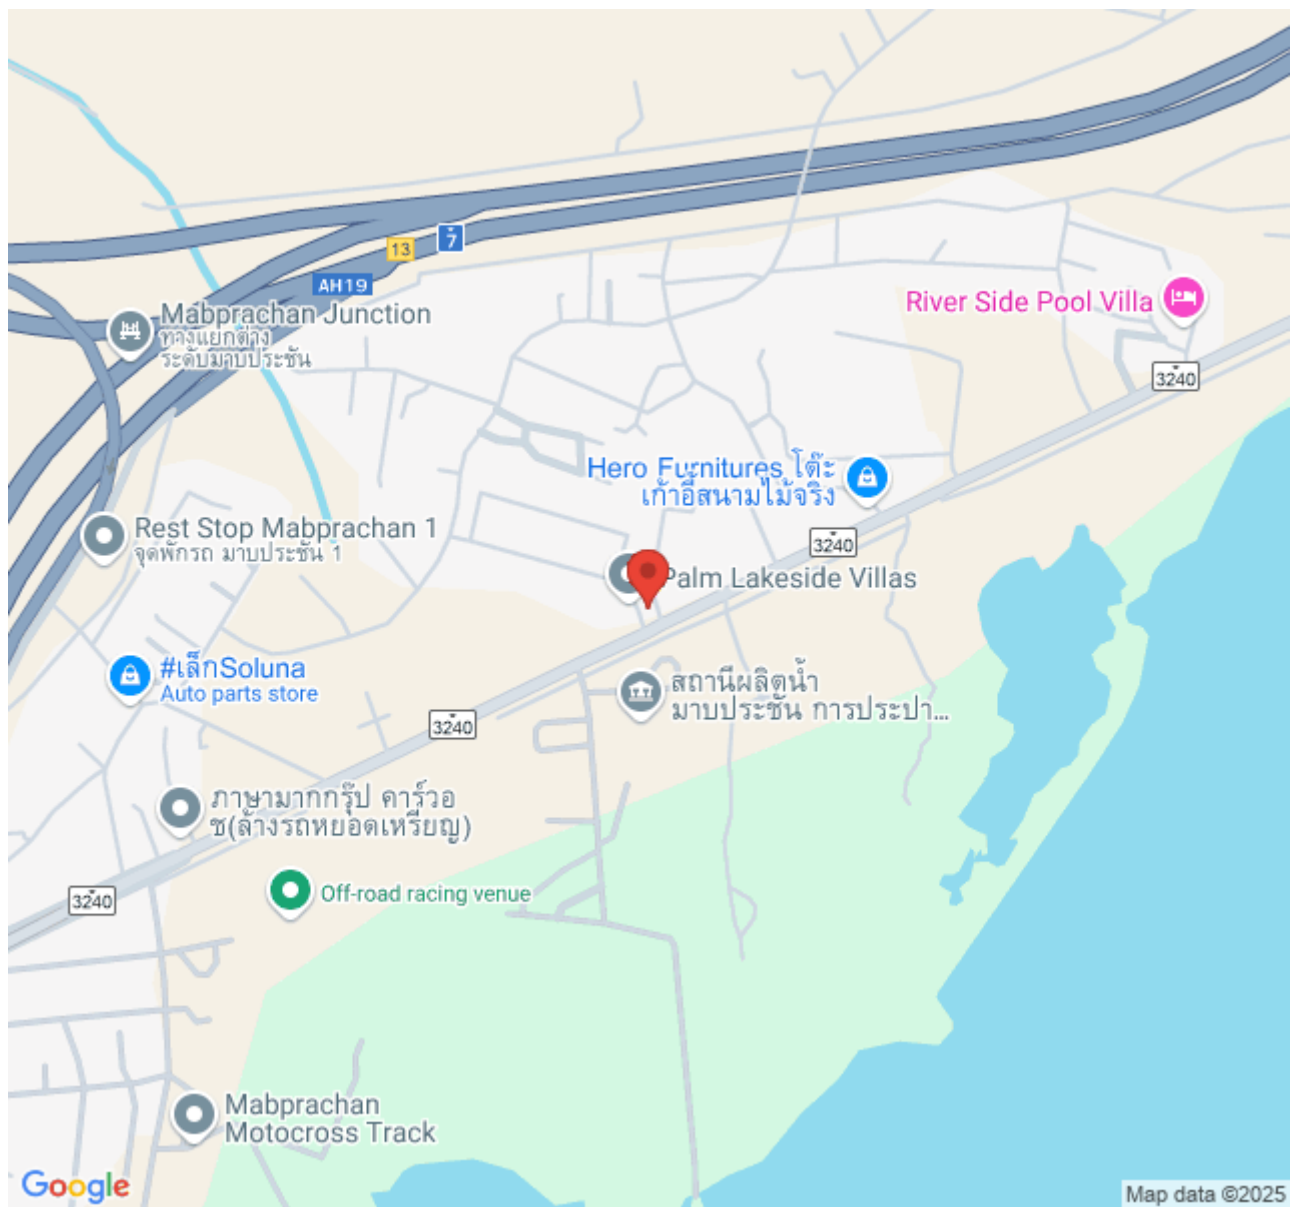 7
13
AH19
River Side Pool Villa
Mabprachan Junction
ทางแยกต่าง
ระดับมาบประชัน
3240
Hero Furnitures โต๊ะ
เก้าอี้สนามไม้จริง
Rest Stop Mabprachan 1
จุดพักรถ มาบประชัน 1
3240
Palm Lakeside Villas
#เล็กSoluna
Auto parts store
สถานีผลิตน้ำ
มาบประชัน การประปา...
3240
ภาษามากกรุ๊ป คาร์วอ
ช(ล้างรถหยอดเหรียญ)
Off-road racing venue
3240
Mabprachan
Motocross Track
Google
Map data ©2025